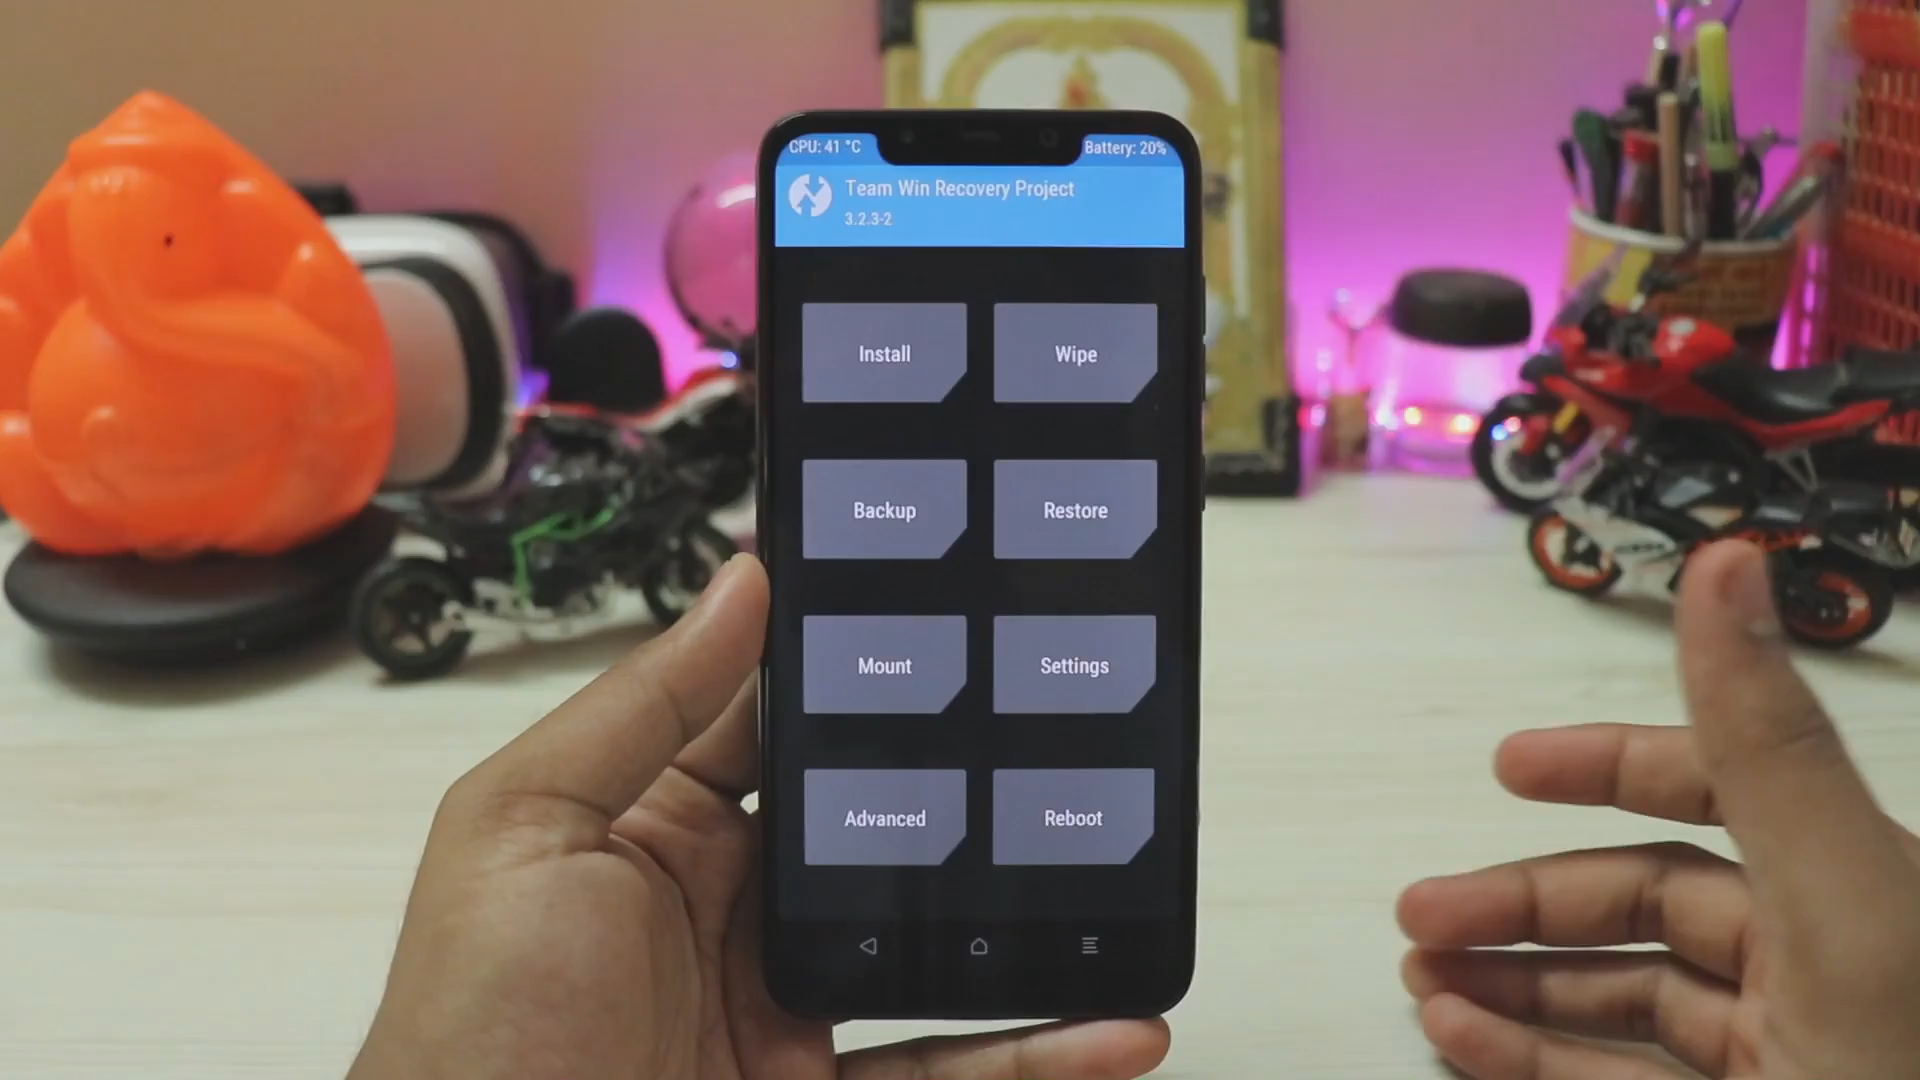 CPU: 41 °C
Battery: 20%
Team Win Recovery Project
3.2.3-2
Install
Wipe
Backup
Restore
Mount
Settings
Advanced
Reboot